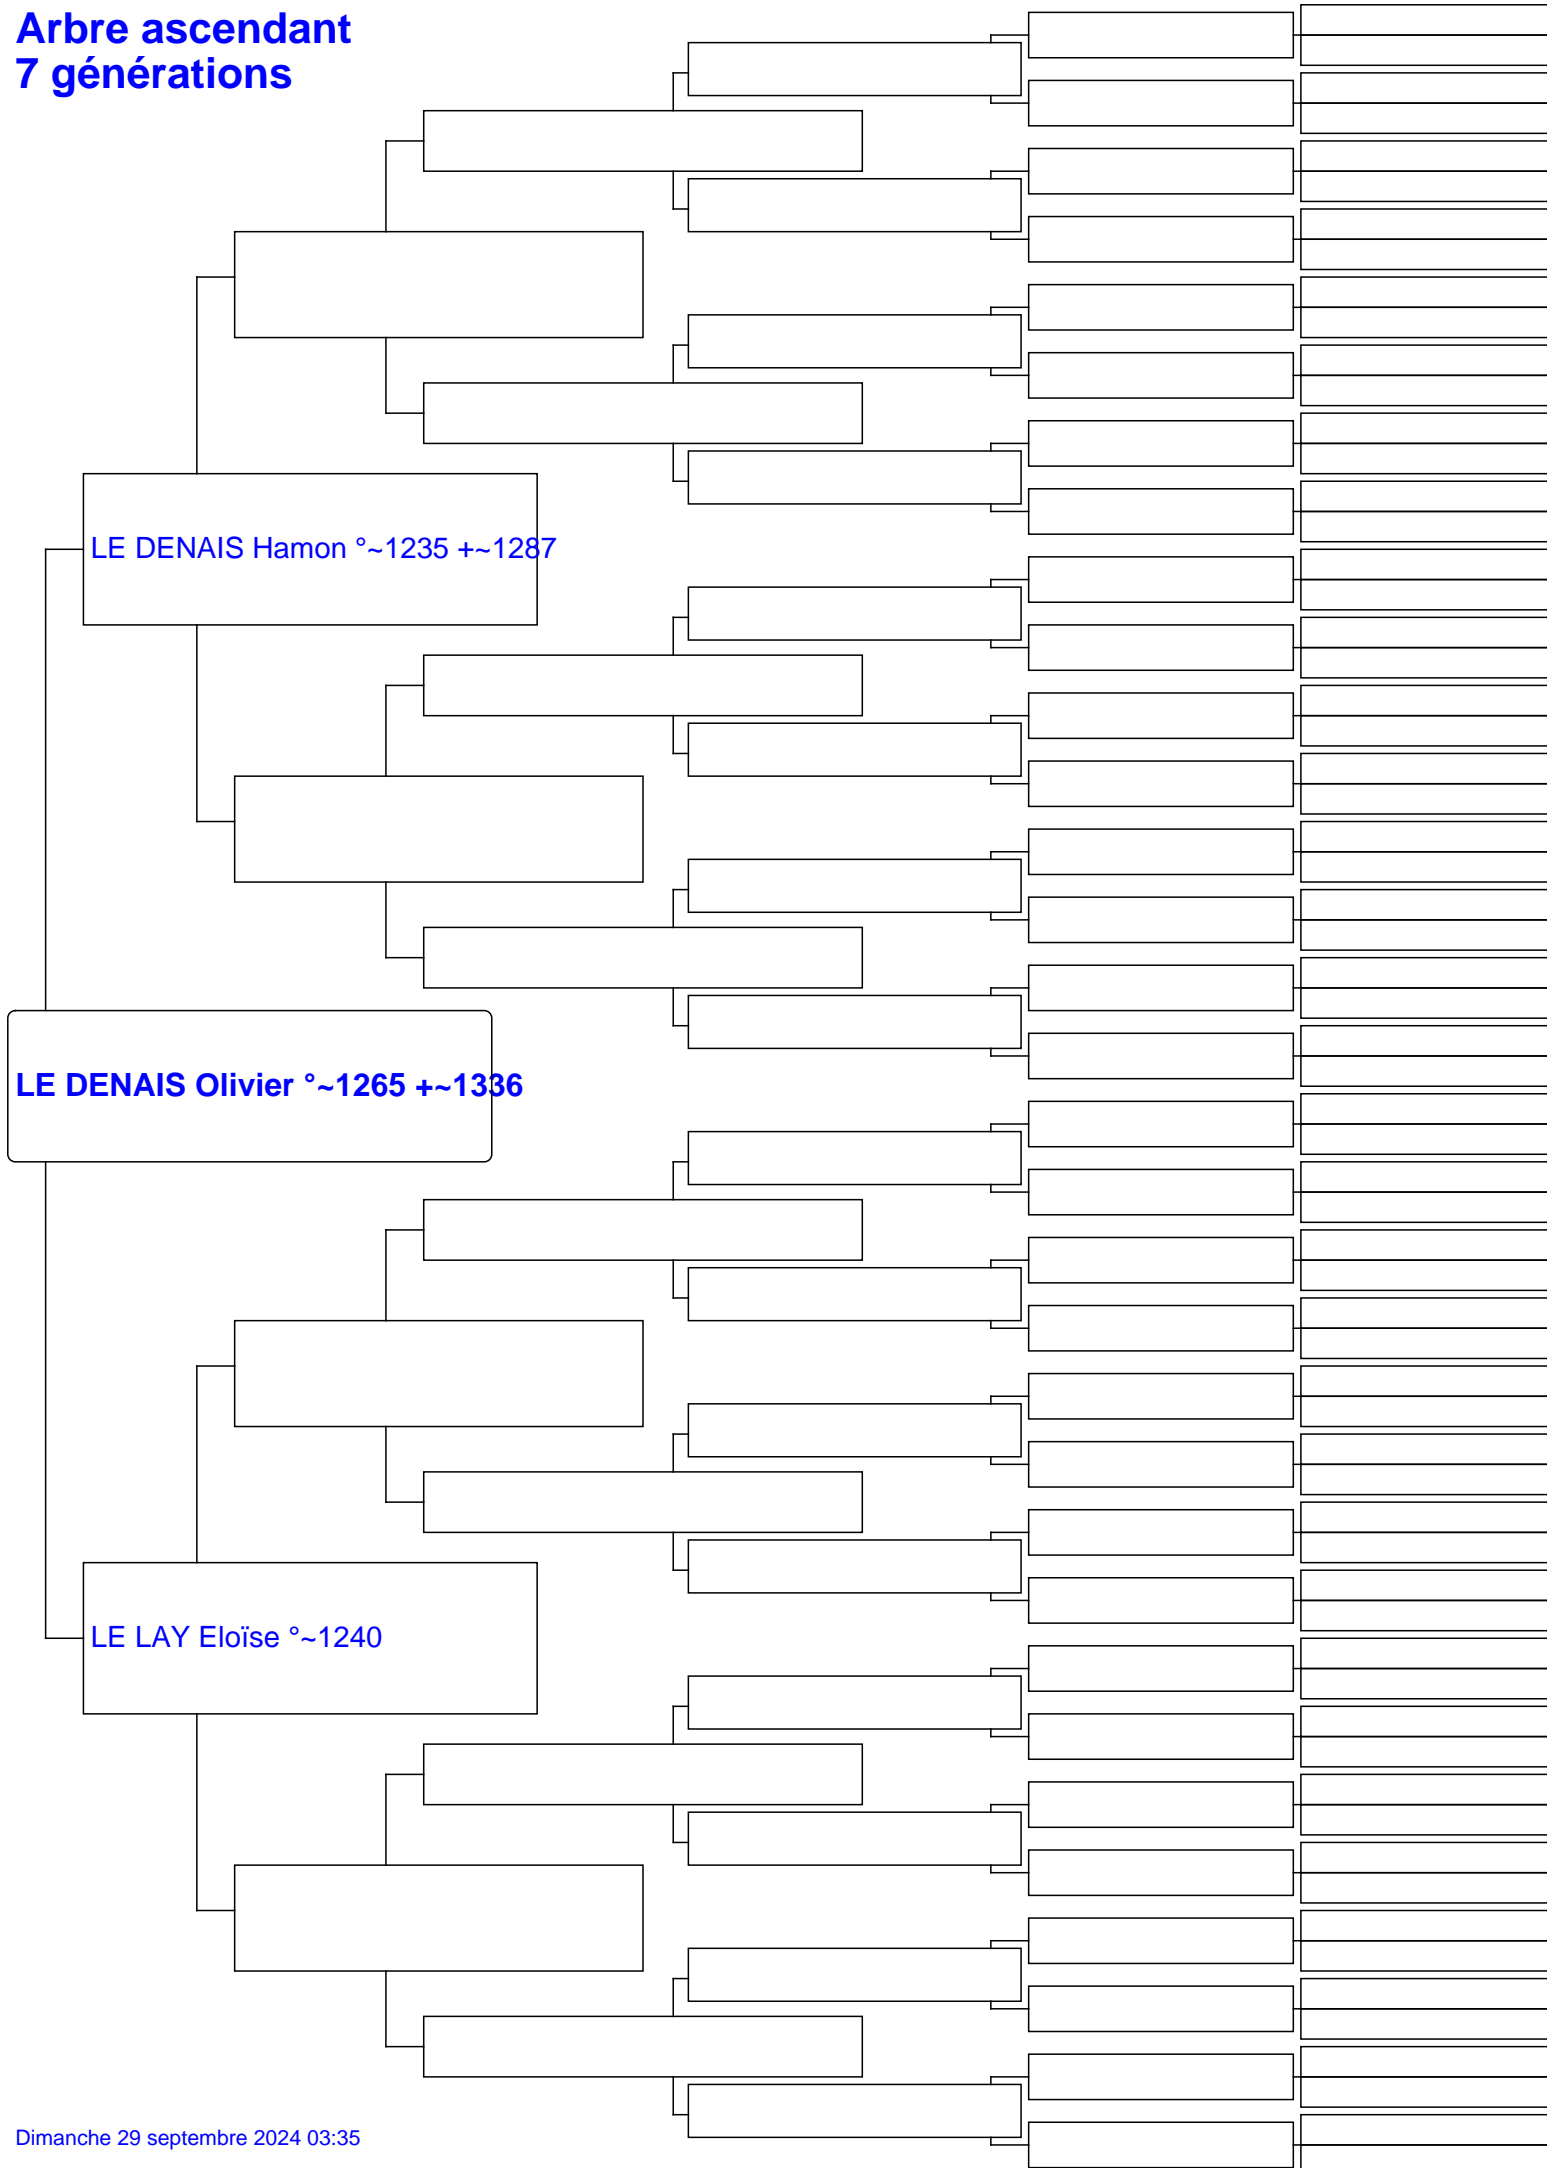 Arbre ascendant
7 générations
LE DENAIS Hamon °~1235 +~1287
LE DENAIS Olivier °~1265 +~1336
LE LAY Eloïse °~1240
Dimanche 29 septembre 2024 03:35